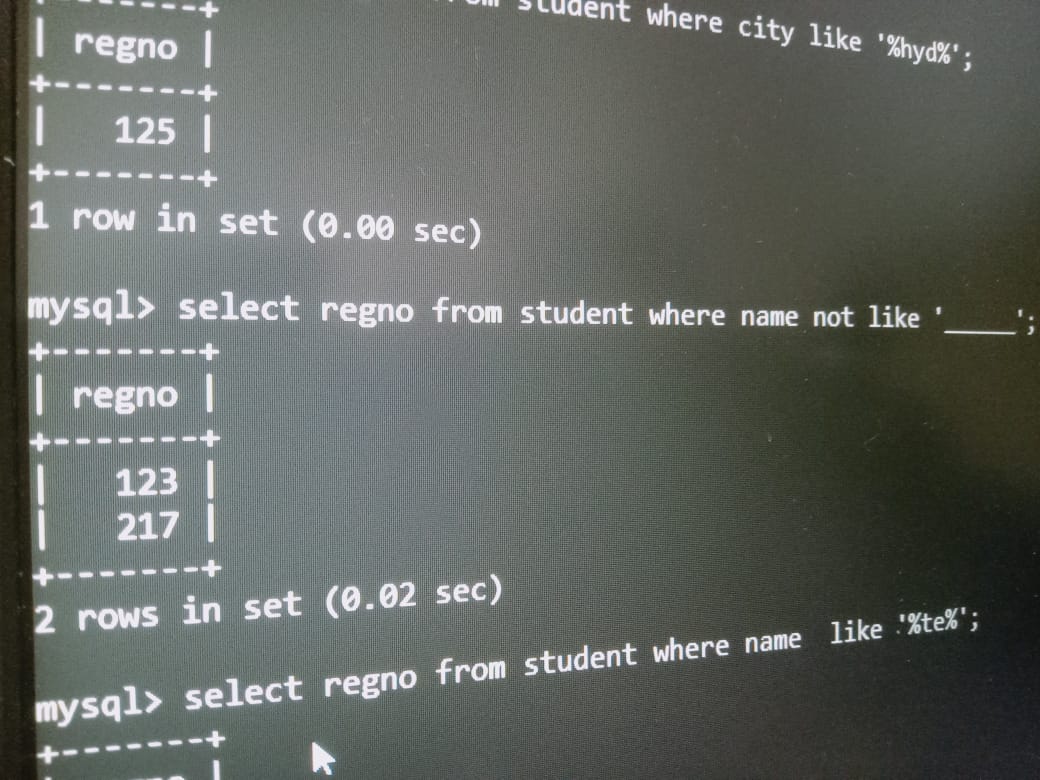 +-------+
student where city like '%hyd%';
| regno |
+-------+
| 125 |
+-------+
1 row in set (0.00 sec)
mysql> select regno from student where name not like '_____';
+-------+
| regno |
+-------+
| 123 |
| 217 |
+-------+
2 rows in set (0.02 sec)
mysql> select regno from student where name like '%te%';
+-------+